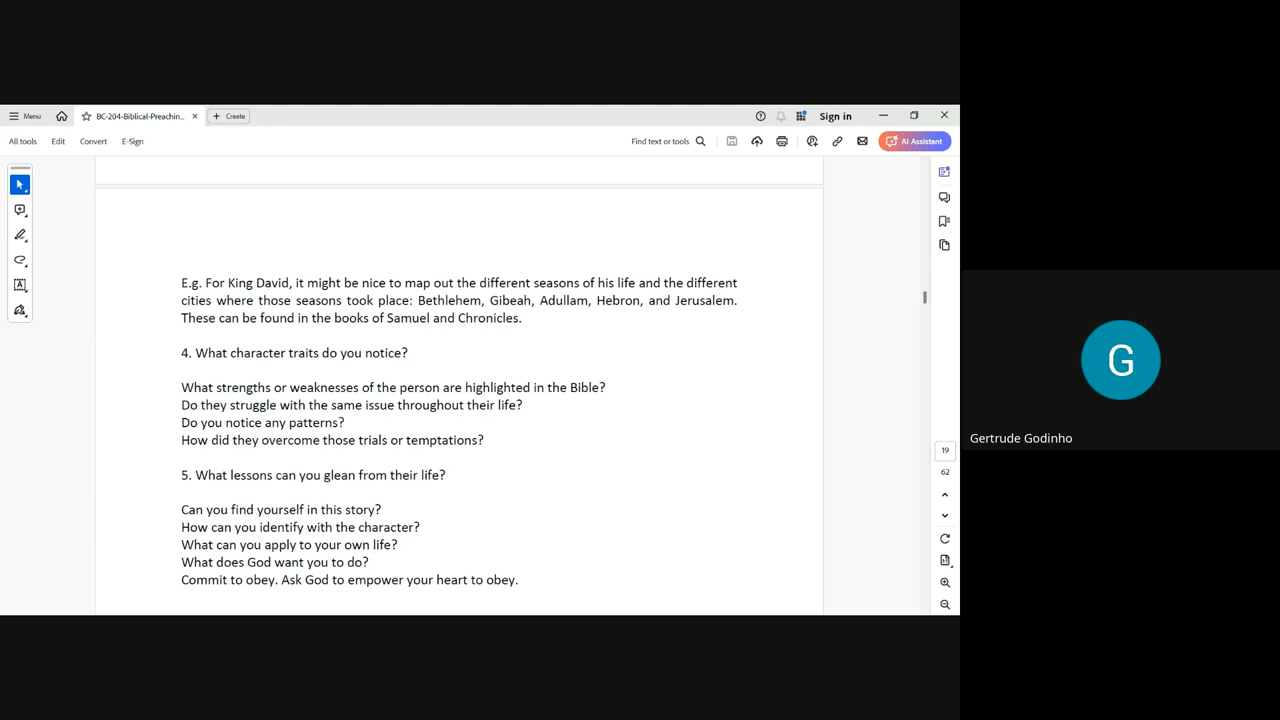 Menu
BC-204-Biblical-Preachin...
Create
Sign in
All tools
Edit
Convert
E-Sign
Find text or tools
AI Assistant
E.g. For King David, it might be nice to map out the different seasons of his life and the different
cities where those seasons took place: Bethlehem, Gibeah, Adullam, Hebron, and Jerusalem.
These can be found in the books of Samuel and Chronicles.
4. What character traits do you notice?
What strengths or weaknesses of the person are highlighted in the Bible?
Do they struggle with the same issue throughout their life?
Do you notice any patterns?
How did they overcome those trials or temptations?
5. What lessons can you glean from their life?
Can you find yourself in this story?
How can you identify with the character?
What can you apply to your own life?
What does God want you to do?
Commit to obey. Ask God to empower your heart to obey.
19
62
G
Gertrude Godinho